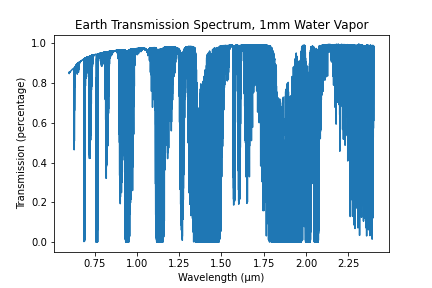 Earth Transmission Spectrum, 1mm Water Vapor
Transmission (percentage)
1.0
0.8
0.6
0.4
0.2
0.0
0.75 1.00 1.25 1.50 1.75 2.00 2.25
Wavelength (μm)